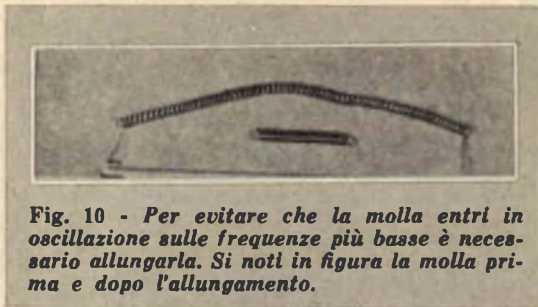 Fig. 10 - Per evitare che la molla entri in
oscillazione sulle frequenze più basse è neces-
sario allungarla. Si noti in figura la molla pri-
ma e dopo l'allungamento.